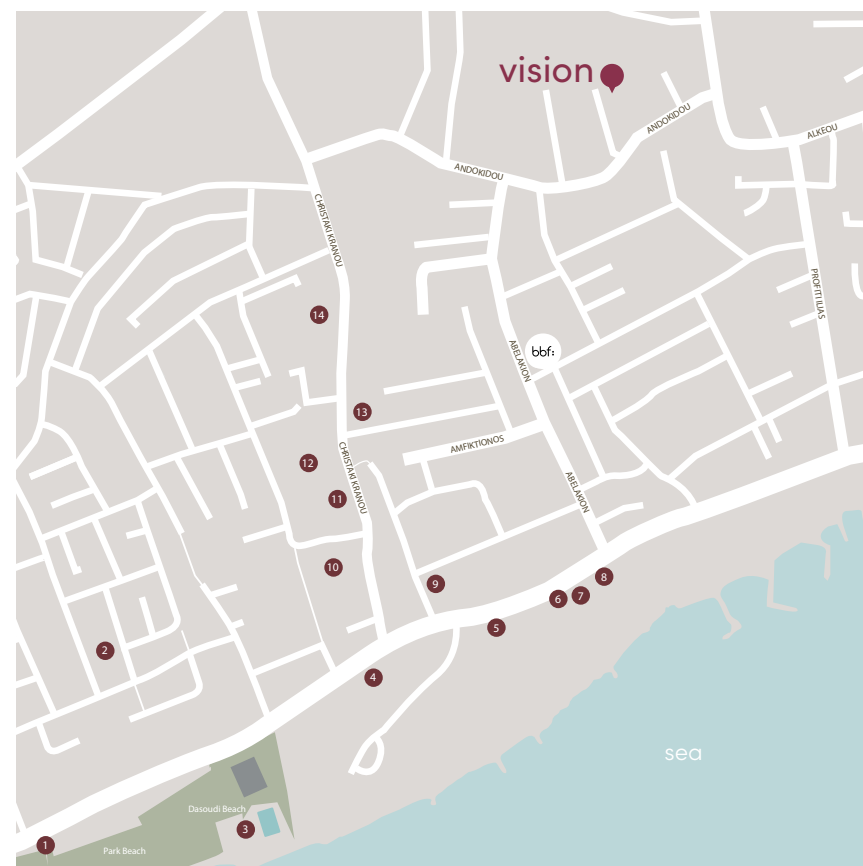 vision
ANDOKIDOU
ALKEOU
ANDOKIDOU
CHRISTAKI KRANOU
PROFITI ILIAS
14
ABELAKION
bbf:
13
AMFIKTIONOS
12
CHRISTAKI KRANOU
11
ABELAKION
10
9
8
7
6
5
2
4
sea
Dasoudi Beach
3
1
Park Beach